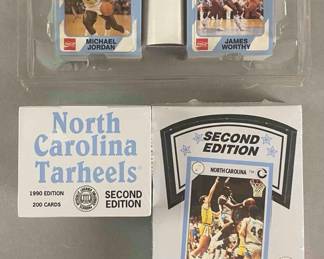 MICHAEL
JORDAN
JAMES
WORTHY
North
Carolina
Tarheels
1990 EDITION
200 CARDS
SECOND
EDITION
SECOND
EDITION
NORTH CAROLINA